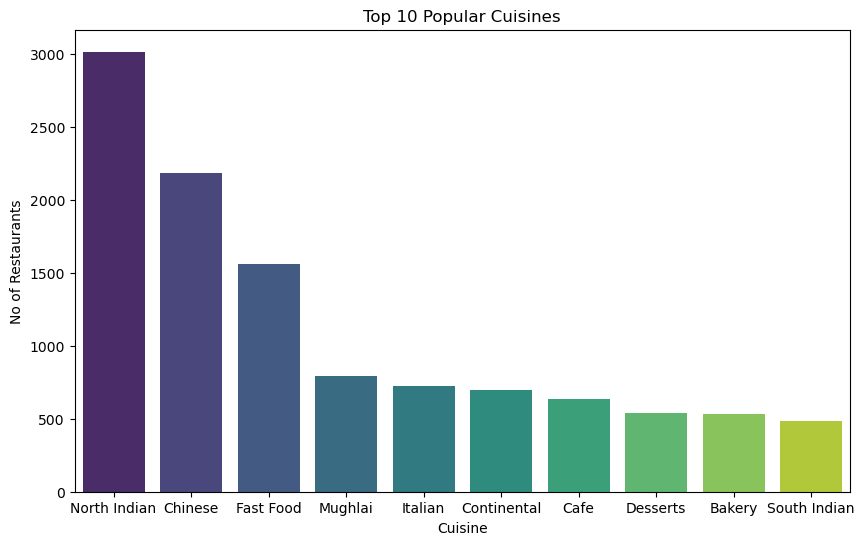 Top 10 Popular Cuisines
No of Restaurants
3000
2500
2000
1500
1000
500
0
North Indian Chinese Fast Food Mughlai Italian Continental Cafe Desserts Bakery South Indian
Cuisine